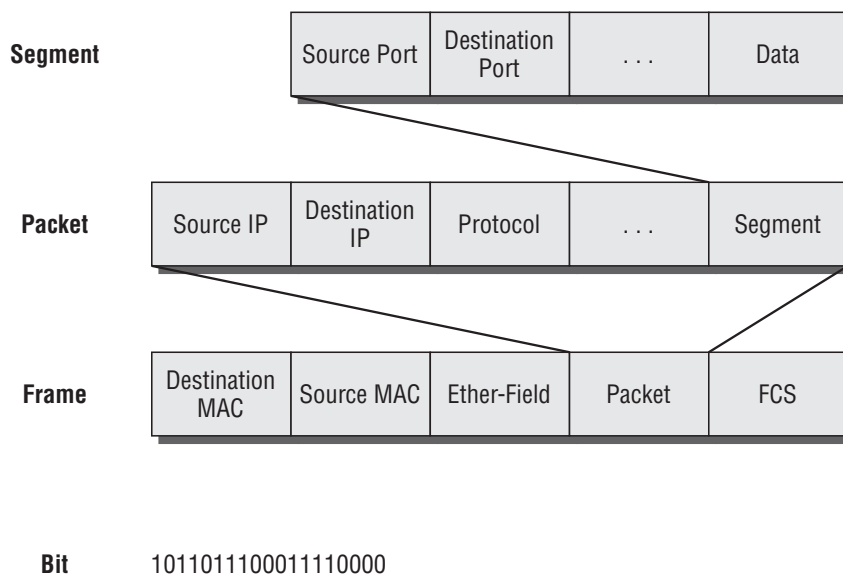 Segment
Source Port
Destination
Port
. . .
Data
Packet
Source IP
Destination
IP
Protocol
. . .
Segment
Frame
Destination
MAC
Source MAC
Ether-Field
Packet
FCS
Bit
1011011100011110000